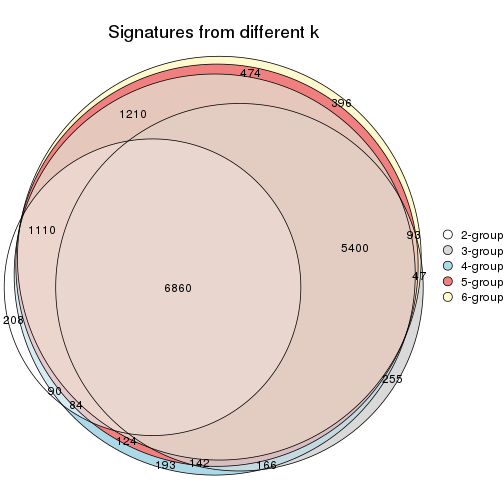 Signatures from different k
474
396
1210
1110
93
5400
47
6860
208
255
90
84
124
193
142
166
2-group
3-group
4-group
5-group
6-group